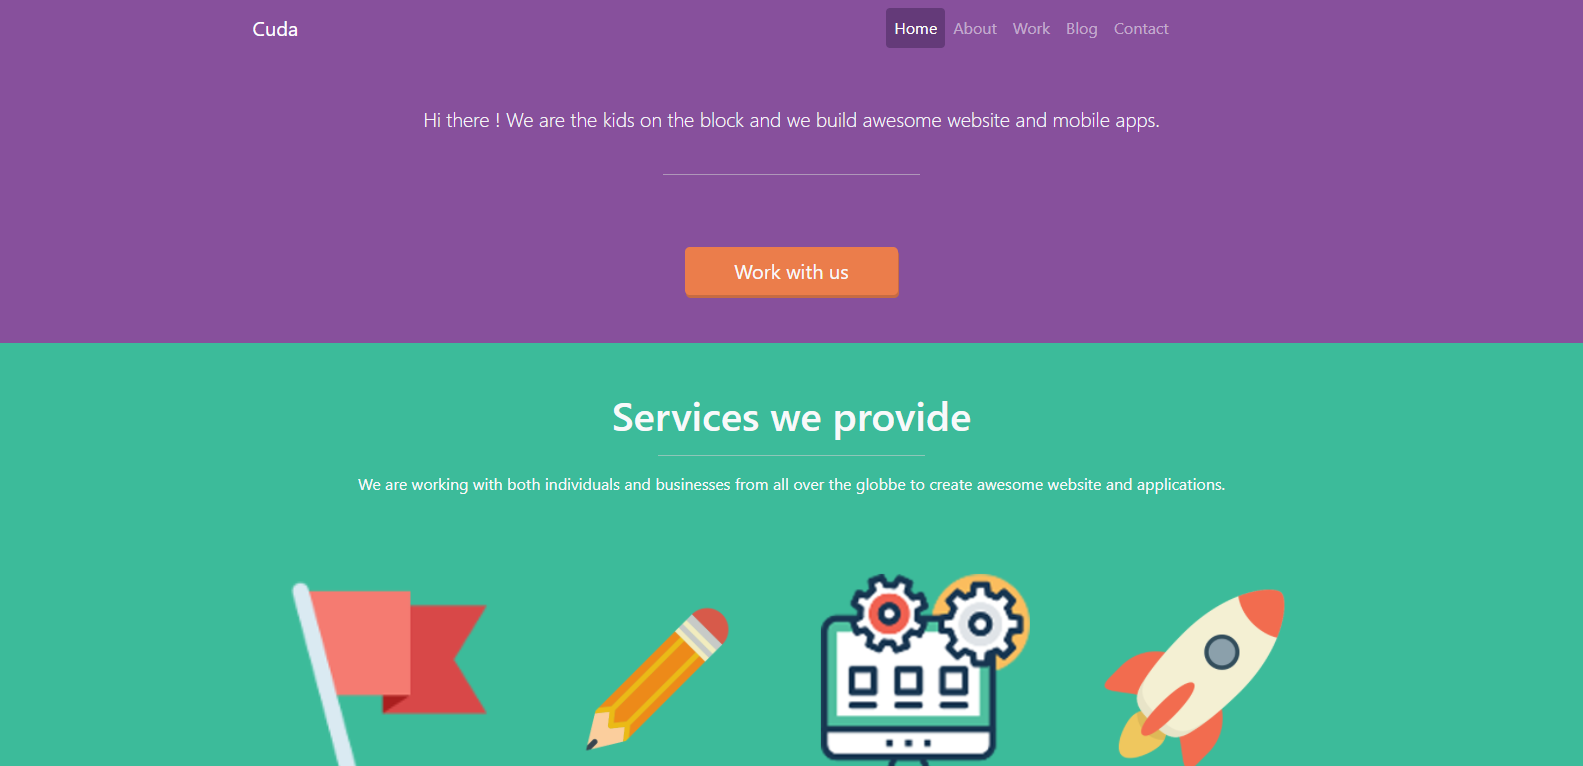 Cuda
Home About Work Blog Contact
Hi there ! We are the kids on the block and we build awesome website and mobile apps.
Work with us
Services we provide
We are working with both individuals and businesses from all over the globbe to create awesome website and applications.